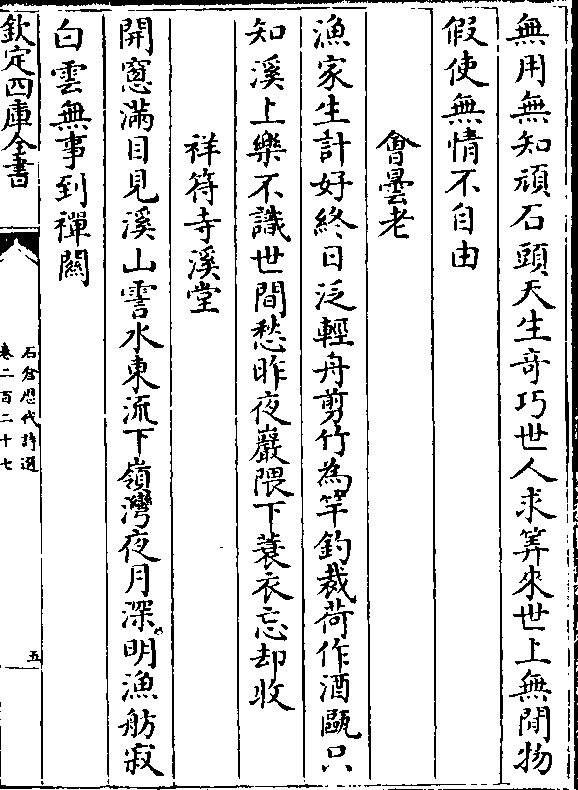 無用無知頑石頭天生奇巧世人求筭來世上無閒物
假使無情不自由
會曇老
漁家生計好終日泛輕舟剪竹為竿釣裁荷作酒甌只
知溪上樂不識世間愁昨夜巖隈下蓑衣忘却收
祥符寺溪堂
開窻滿目見溪山霅水東流下嶺灣夜月深明漁舫寂
白雲無事到禪關
欽定四庫全書
石倉歷代詩選
卷二百二十七
五